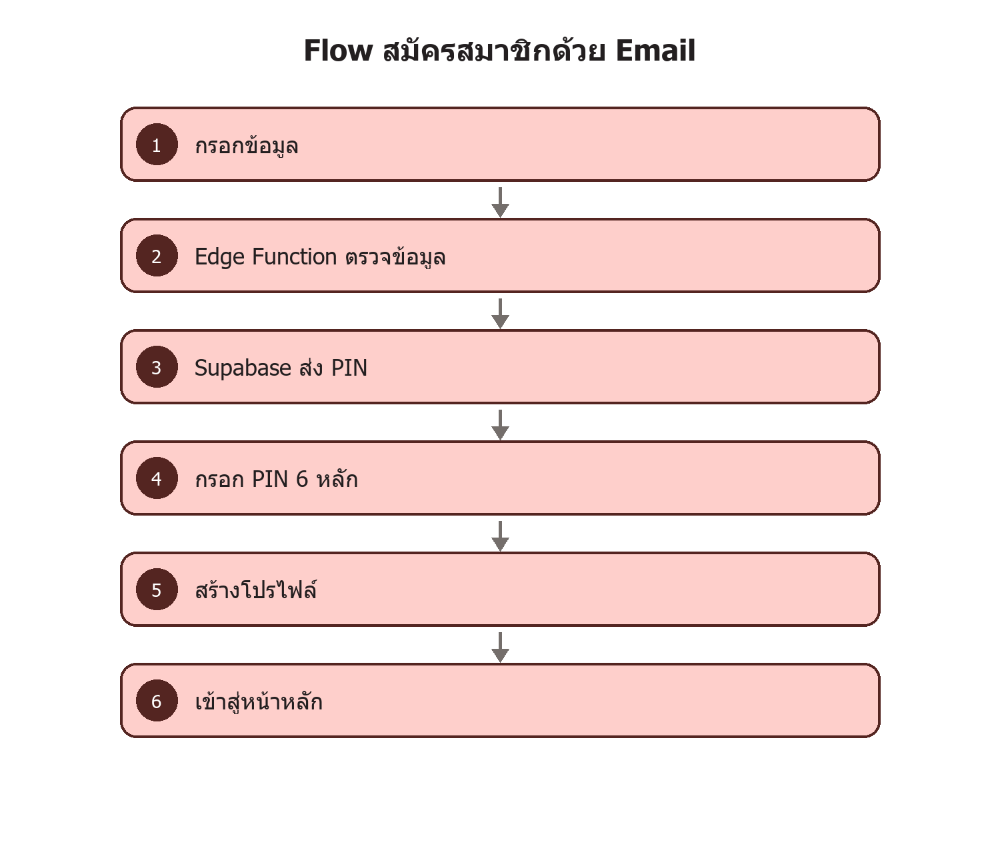 Flow สมัครสมาชิกด้วย Email
1 กรอกข้อมูล
2 Edge Function ตรวจข้อมูล
3 Supabase ส่ง PIN
4 กรอก PIN 6 หลัก
5 สร้างโปรไฟล์
6 เข้าสู่หน้าหลัก